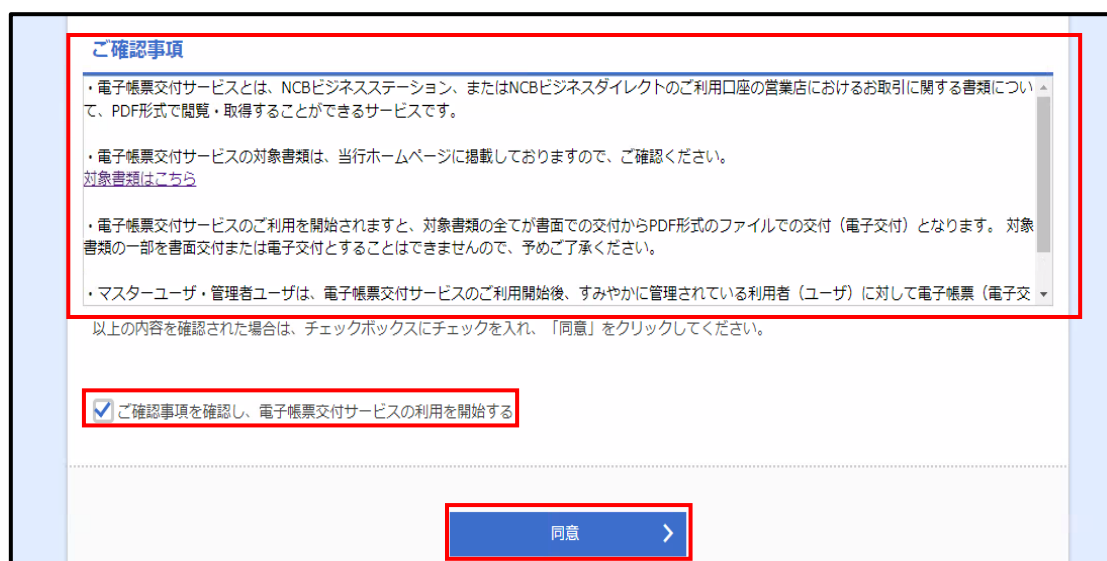 ご確認事項
・電子帳票交付サービスとは、NCBビジネスステーション、またはNCBビジネスダイレクトのご利用口座の営業店におけるお取引に関する書類につい
て、PDF形式で閲覧・取得することができるサービスです。
・電子帳票交付サービスの対象書類は、当行ホームページに掲載しておりますので、ご確認ください。
対象書類はこちら
・電子帳票交付サービスのご利用を開始されますと、対象書類の全てが書面での交付からPDF形式のファイルでの交付（電子交付）となります。 対象
書類の一部を書面交付または電子交付とすることはできませんので、予めご了承ください。
・マスターユーザ・管理者ユーザは、電子帳票交付サービスのご利用開始後、すみやかに管理されている利用者（ユーザ）に対して電子帳票（電子交
以上の内容を確認された場合は、チェックボックスにチェックを入れ、「同意」をクリックしてください。
ご確認事項を確認し、電子帳票交付サービスの利用を開始する
同意